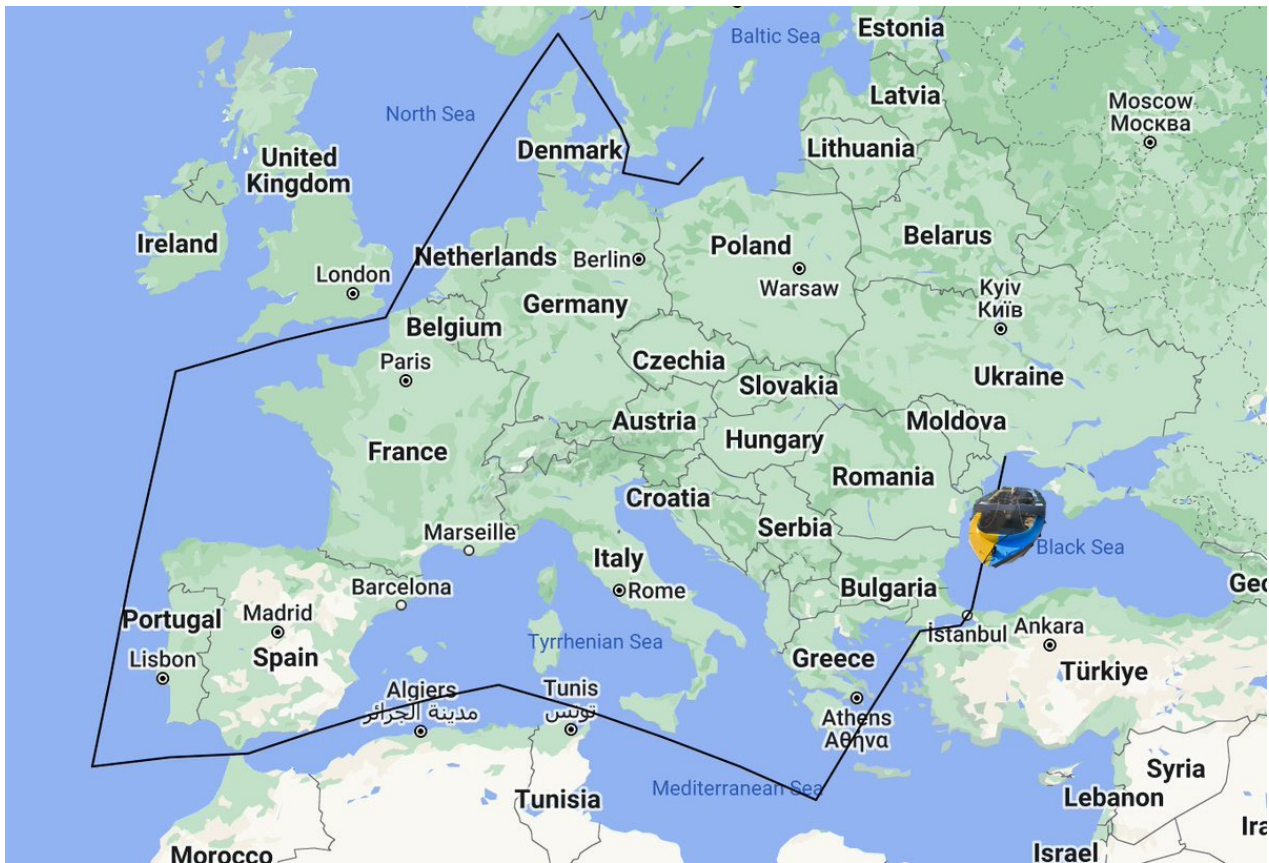 Baltic Sea
Estonia
North Sea
Latvia
Moscow
Москва
Denmark
Lithuania
United
Kingdom
Ireland
Belarus
Netherlands
Berlin
Poland
London
Warsaw
Germany
Kyiv
Київ
Belgium
Paris
Czechia
Slovakia
Ukraine
Austria
Moldova
Hungary
France
Romania
Croatia
Serbia
Marseille
Black Sea
Italy
Barcelona
Rome
Bulgaria
Geo
Portugal
Madrid
İstanbul
Ankara
Tyrrhenian Sea
Lisbon
Spain
Greece
Türkiye
Algiers
مدينة الجزائر
Tunis
تونس
Athens
Αθήνα
Syria
Mediterranean Sea
Tunisia
Lebanon
Ira
Morocco
Israel